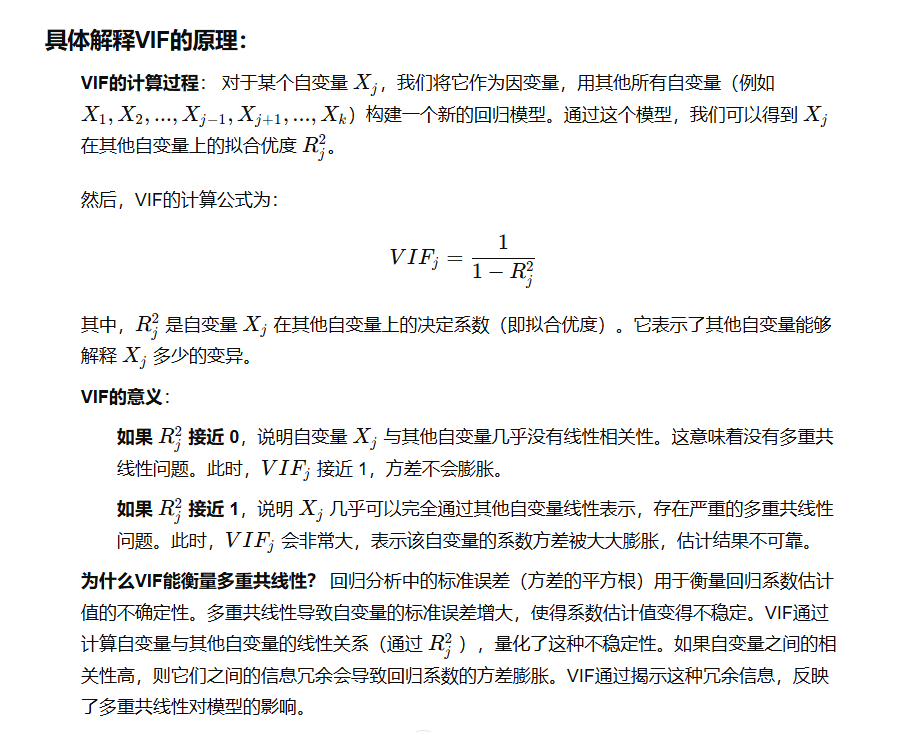 具体解释VIF的原理：
VIF的计算过程： 对于某个自变量 $X_j$，我们将它作为因变量，用其他所有自变量（例如
$X_1, X_2, ..., X_{j-1}, X_{j+1}, ..., X_k$）构建一个新的回归模型。通过这个模型，我们可以得到 $X_j$
在其他自变量上的拟合优度 $R_j^2$。
然后，VIF的计算公式为：
$VIF_j = \frac{1}{1 - R_j^2}$
其中，$R_j^2$ 是自变量 $X_j$ 在其他自变量上的决定系数（即拟合优度）。它表示了其他自变量能够
解释 $X_j$ 多少的变异。
VIF的意义：
如果 $R_j^2$ 接近 0，说明自变量 $X_j$ 与其他自变量几乎没有线性相关性。这意味着没有多重共
线性问题。此时，$VIF_j$ 接近 1，方差不会膨胀。
如果 $R_j^2$ 接近 1，说明 $X_j$ 几乎可以完全通过其他自变量线性表示，存在严重的多重共线性
问题。此时，$VIF_j$ 会非常大，表示该自变量的系数方差被大大膨胀，估计结果不可靠。
为什么VIF能衡量多重共线性？ 回归分析中的标准误差（方差的平方根）用于衡量回归系数估计
值的不确定性。多重共线性导致自变量的标准误差增大，使得系数估计值变得不稳定。VIF通过
计算自变量与其他自变量的线性关系（通过 $R_j^2$ ），量化了这种不稳定性。如果自变量之间的相
关性高，则它们之间的信息冗余会导致回归系数的方差膨胀。VIF通过揭示这种冗余信息，反映
了多重共线性对模型的影响。